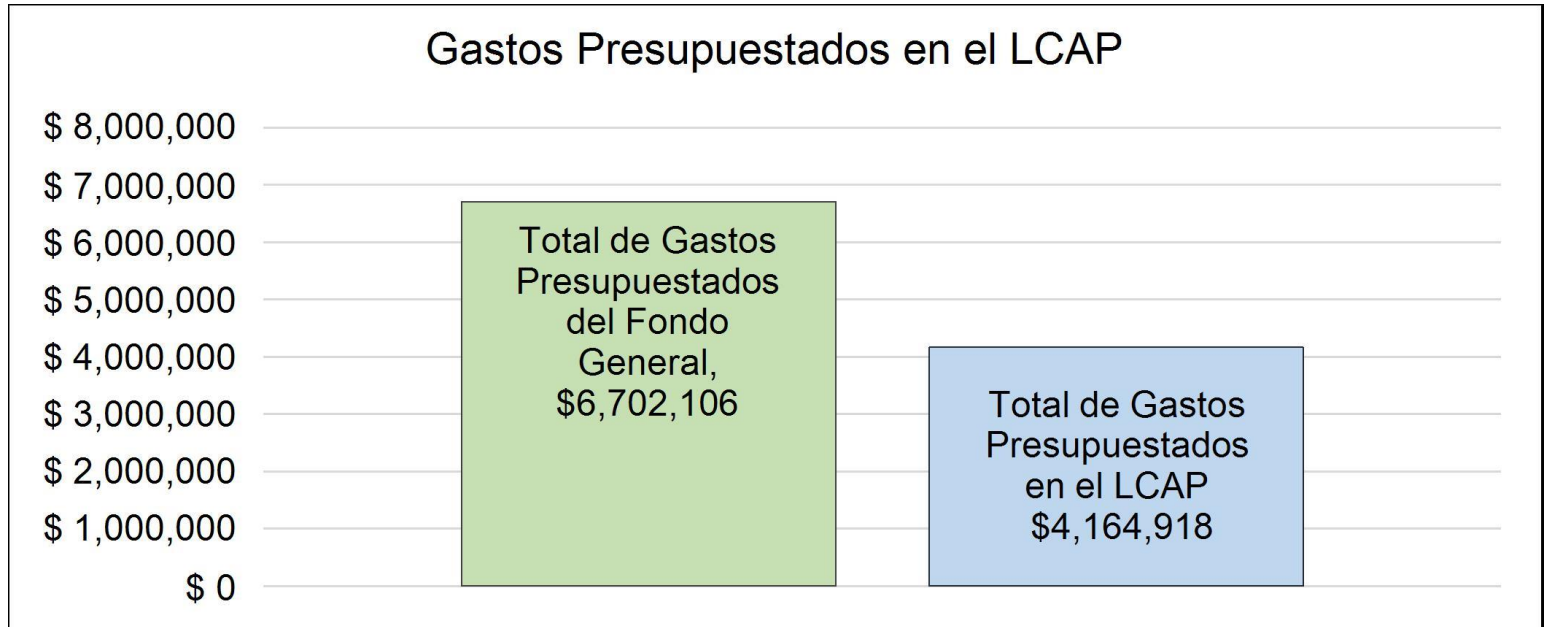 Gastos Presupuestados en el LCAP
$ 8,000,000
$ 7,000,000
$ 6,000,000
$ 5,000,000
$ 4,000,000
$ 3,000,000
$ 2,000,000
$ 1,000,000
$ 0
Total de Gastos
Presupuestados
del Fondo
General,
$6,702,106
Total de Gastos
Presupuestados
en el LCAP
$4,164,918